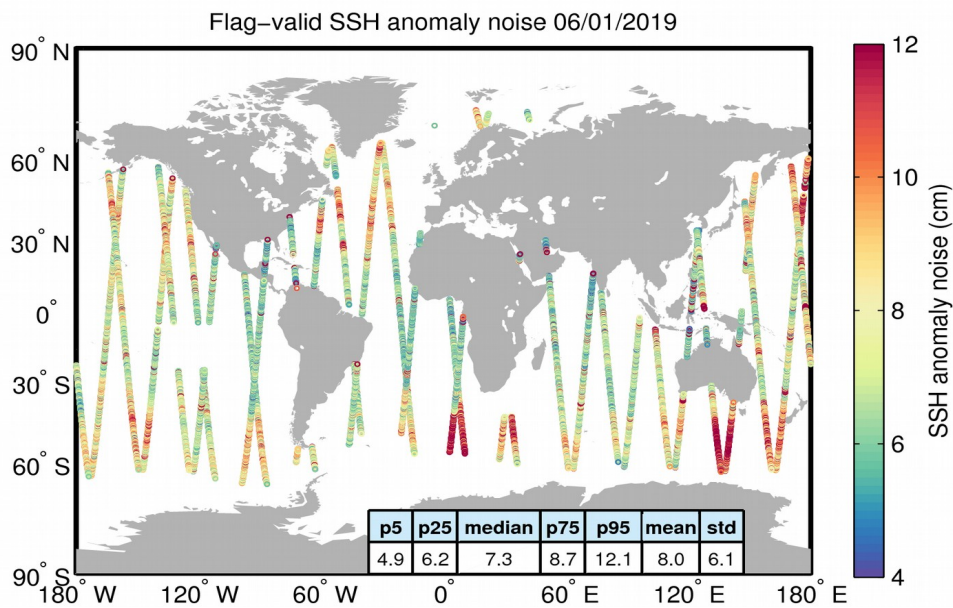 Flag−valid SSH anomaly noise 06/01/2019
90° N
60° N
30° N
0°
30° S
60° S
90° S
180° W
120° W
60° W
0°
60° E
120° E
180° E
p5 p25 median p75 p95 mean std
4.9 6.2 7.3 8.7 12.1 8.0 6.1
12
10
8
6
4
SSH anomaly noise (cm)